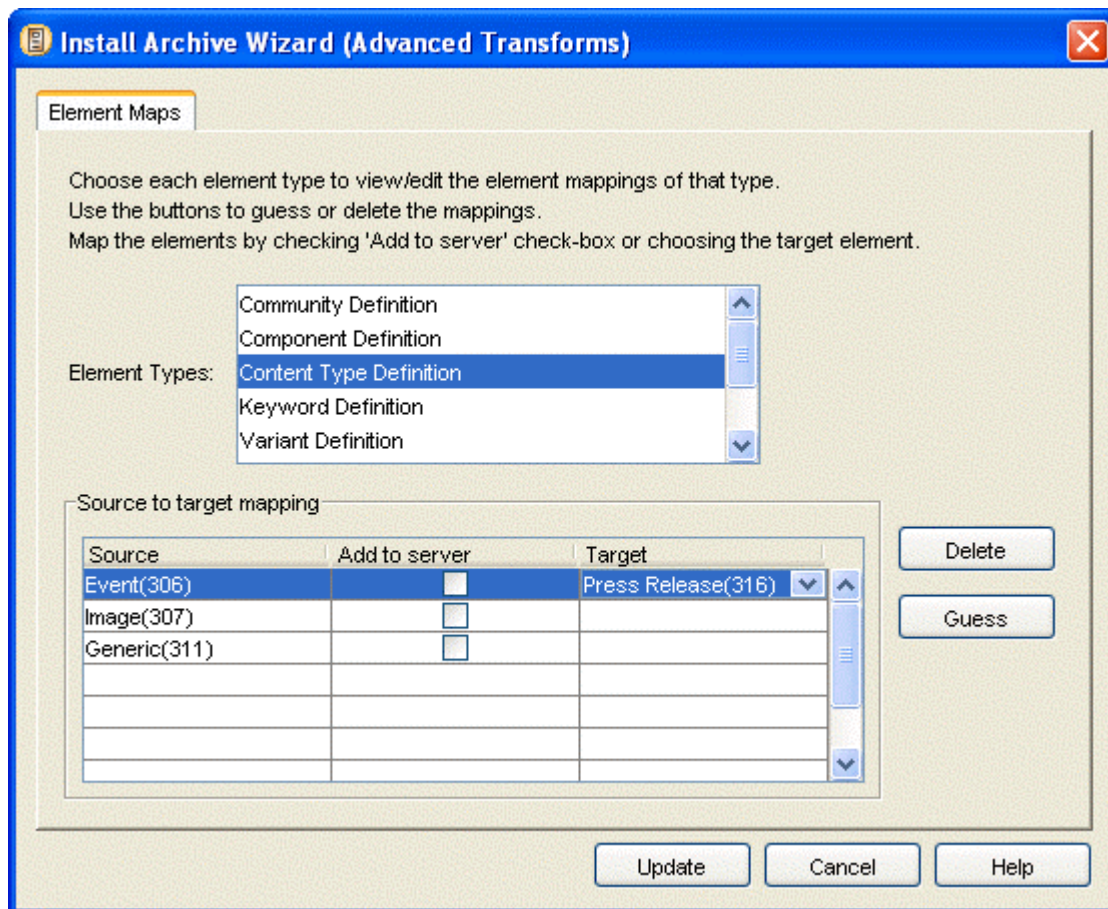 Install Archive Wizard (Advanced Transforms)
Element Maps
Choose each element type to view/edit the element mappings of that type.
Use the buttons to guess or delete the mappings.
Map the elements by checking 'Add to server' check-box or choosing the target element.
Element Types:
Community Definition
Component Definition
Content Type Definition
Keyword Definition
Variant Definition
Source to target mapping
Source Add to server Target
Event(306) Press Release(316)
Image(307)
Generic(311)
Delete
Guess
Update Cancel Help